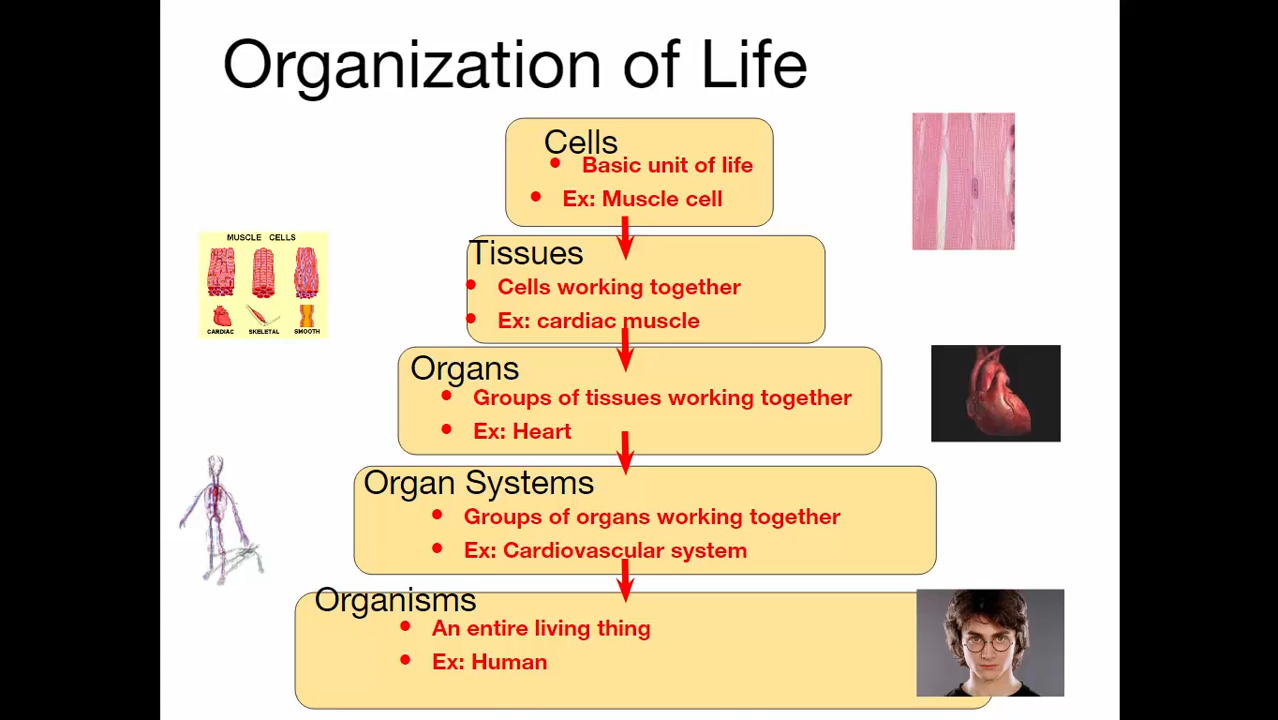 Organization of Life
Cells
• Basic unit of life
• Ex: Muscle cell
Tissues
• Cells working together
• Ex: cardiac muscle
MUSCLE CELLS
CARDIAC SKELETAL SMOOTH
Organs
• Groups of tissues working together
• Ex: Heart
Organ Systems
• Groups of organs working together
• Ex: Cardiovascular system
Organisms
• An entire living thing
• Ex: Human